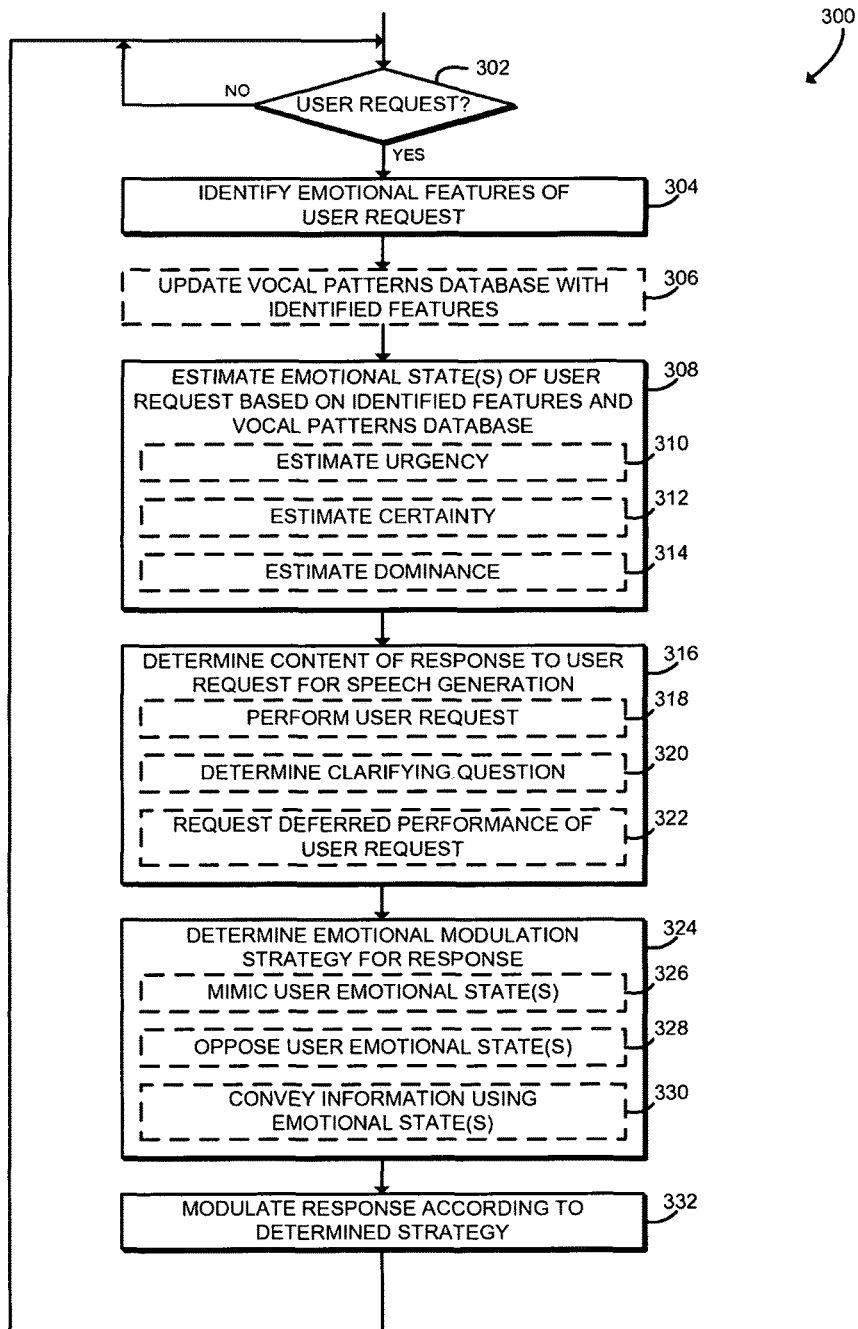 300
302
NO
USER REQUEST?
YES
IDENTIFY EMOTIONAL FEATURES OF
USER REQUEST
304
UPDATE VOCAL PATTERNS DATABASE WITH
IDENTIFIED FEATURES
306
ESTIMATE EMOTIONAL STATE(S) OF USER
REQUEST BASED ON IDENTIFIED FEATURES AND
VOCAL PATTERNS DATABASE
308
ESTIMATE URGENCY
310
ESTIMATE CERTAINTY
312
ESTIMATE DOMINANCE
314
DETERMINE CONTENT OF RESPONSE TO USER
REQUEST FOR SPEECH GENERATION
316
PERFORM USER REQUEST
318
DETERMINE CLARIFYING QUESTION
320
REQUEST DEFERRED PERFORMANCE OF
USER REQUEST
322
DETERMINE EMOTIONAL MODULATION
STRATEGY FOR RESPONSE
324
MIMIC USER EMOTIONAL STATE(S)
326
OPPOSE USER EMOTIONAL STATE(S)
328
CONVEY INFORMATION USING
EMOTIONAL STATE(S)
330
MODULATE RESPONSE ACCORDING TO
DETERMINED STRATEGY
332